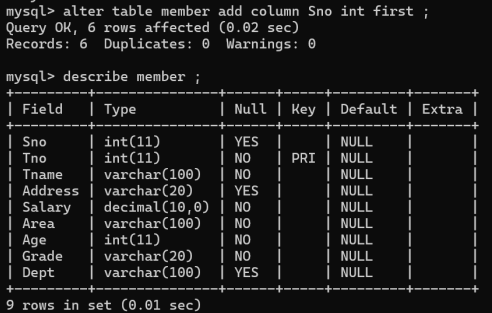 mysql> alter table member add column Sno int first ;
Query OK, 6 rows affected (0.02 sec)
Records: 6  Duplicates: 0  Warnings: 0

mysql> describe member ;
+---------+---------------+------+-----+---------+-------+
| Field   | Type          | Null | Key | Default | Extra |
+---------+---------------+------+-----+---------+-------+
| Sno     | int(11)       | YES  |     | NULL    |       |
| Tno     | int(11)       | NO   | PRI | NULL    |       |
| Tname   | varchar(100)  | NO   |     | NULL    |       |
| Address | varchar(20)   | YES  |     | NULL    |       |
| Salary  | decimal(10,0) | NO   |     | NULL    |       |
| Area    | varchar(100)  | NO   |     | NULL    |       |
| Age     | int(11)       | NO   |     | NULL    |       |
| Grade   | varchar(20)   | NO   |     | NULL    |       |
| Dept    | varchar(100)  | YES  |     | NULL    |       |
+---------+---------------+------+-----+---------+-------+
9 rows in set (0.01 sec)